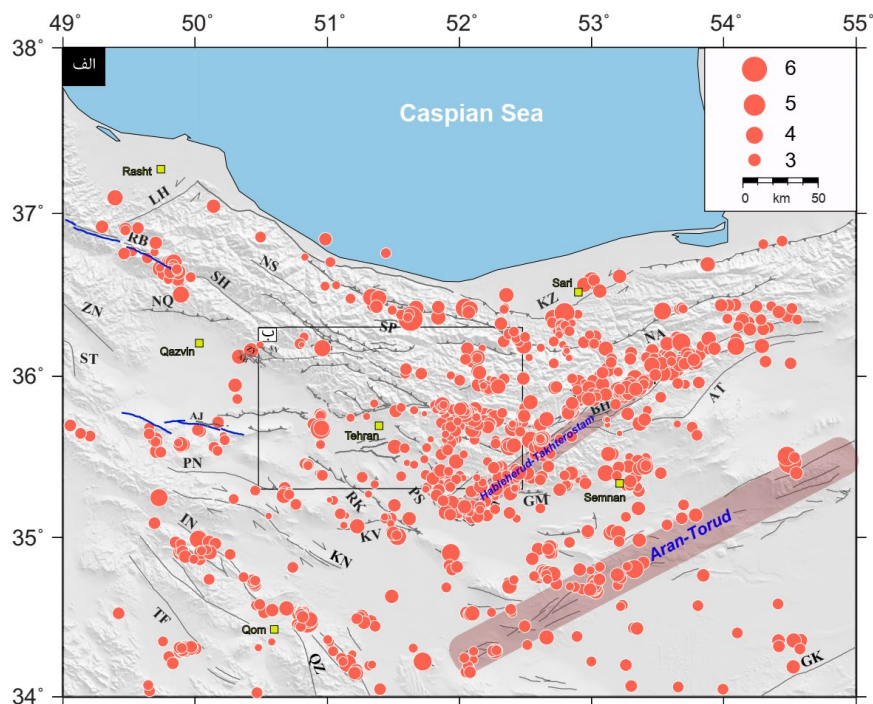 49° 50° 51° 52° 53° 54° 55°
38°
الف
Caspian Sea
6
5
4
3
0 50
km
Rasht
LH
37°
RB
SH
NS
Sari
KZ
ZN
NQ
SP
NA
ST
Qazvin
ب
36°
AT
BH
AJ
Tehran
Hableherud-Takhterostam
PN
RK
PS
GM
Semnan
IN
KV
35°
KN
Aran-Torud
TF
Qom
QZ
GK
34°